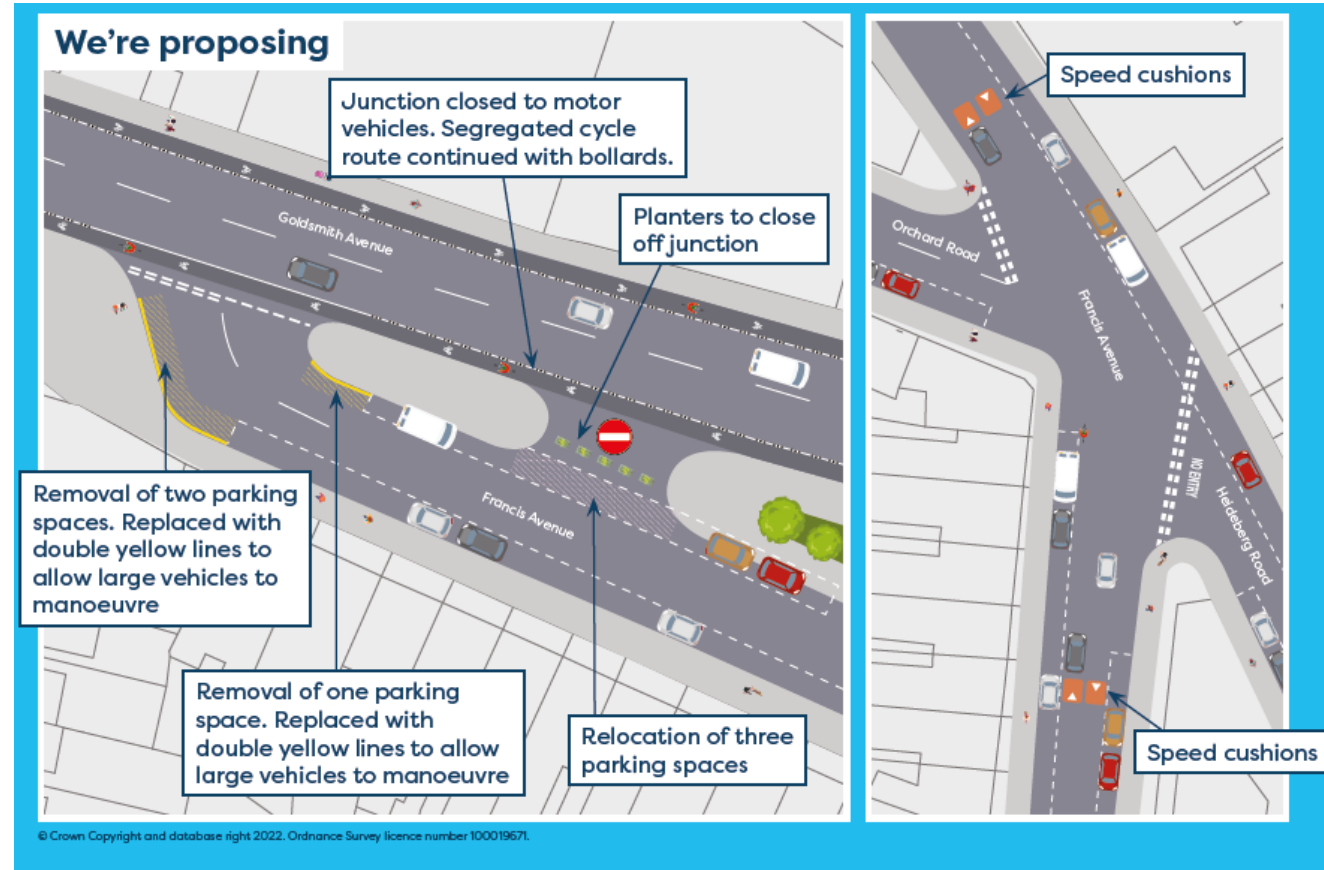 We're proposing
Junction closed to motor
vehicles. Segregated cycle
route continued with bollards.
Planters to close
off junction
Goldsmith Avenue
Francis Avenue
Removal of two parking
spaces. Replaced with
double yellow lines to
allow large vehicles to
manoeuvre
Removal of one parking
space. Replaced with
double yellow lines to allow
large vehicles to manoeuvre
Relocation of three
parking spaces
Speed cushions
Orchard Road
Francis Avenue
NO ENTRY
Heideberg Road
Speed cushions
© Crown Copyright and database right 2022. Ordnance Survey licence number 100019671.